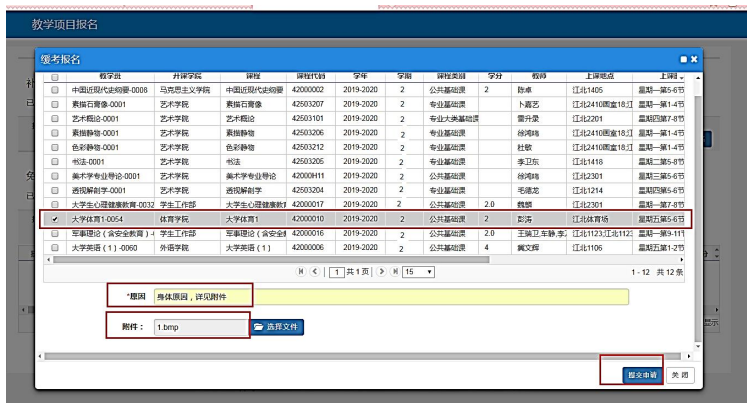 教学项目报名
缓考报名
教学班 开课学院 课程 课程代码 学年 学期 课程类别 学分 教师 上课地点
中国近现代史纲要-0008 马克思主义学院 中国近现代史纲要 42000002 2019-2020 2 公共基础课 2 陈卓 江北1405 星期一第5-6节
素描石膏像-0001 艺术学院 素描石膏像 42503207 2019-2020 2 专业基础课 卜嘉艺 江北2410画室18;江 星期一第1-4节
艺术概论-0001 艺术学院 艺术概论 42503101 2019-2020 2 专业大类基础课 雷升录 江北2201 星期四第7-8节
素描静物-0001 艺术学院 素描静物 42503206 2019-2020 2 专业基础课 徐鸿鸣 江北2410画室18;江 星期一第1-4节
色彩静物-0001 艺术学院 色彩静物 42503212 2019-2020 2 专业基础课 杜敏 江北2410画室18;江 星期一第1-4节
书法-0001 艺术学院 书法 42503205 2019-2020 2 专业基础课 李卫东 江北1418 星期三第5-8节
美术学专业导论-0001 艺术学院 美术学专业导论 42000H11 2019-2020 2 公共基础课 徐鸿鸣 江北2301 星期三第1-2节
透视解剖学-0001 艺术学院 透视解剖学 42503204 2019-2020 2 专业基础课 毛德龙 江北1214 星期四第5-6节
大学生心理健康教育-0032 学生工作部 大学生心理健康教育 42000017 2019-2020 2 公共基础课 2.0 魏麟 江北2301 星期一第7-8节
大学体育1-0054 体育学院 大学体育1 42000010 2019-2020 2 公共基础课 2 彭涛 江北体育场 星期五第5-6节
军事理论（含安全教育）- 学生工作部 军事理论（含安全 42000016 2019-2020 2 公共基础课 2.0 王瑞卫,车静,李 江北1123;江北1123 星期一第9-11节
大学英语（1）-0060 外语学院 大学英语（1） 42000006 2019-2020 2 公共基础课 4 冀文辉 江北1106 星期五第1-2节
1 共1页 15 1 - 12 共 12 条
*原因 身体原因，详见附件
附件： 1.bmp 选择文件
提交申请 关 闭